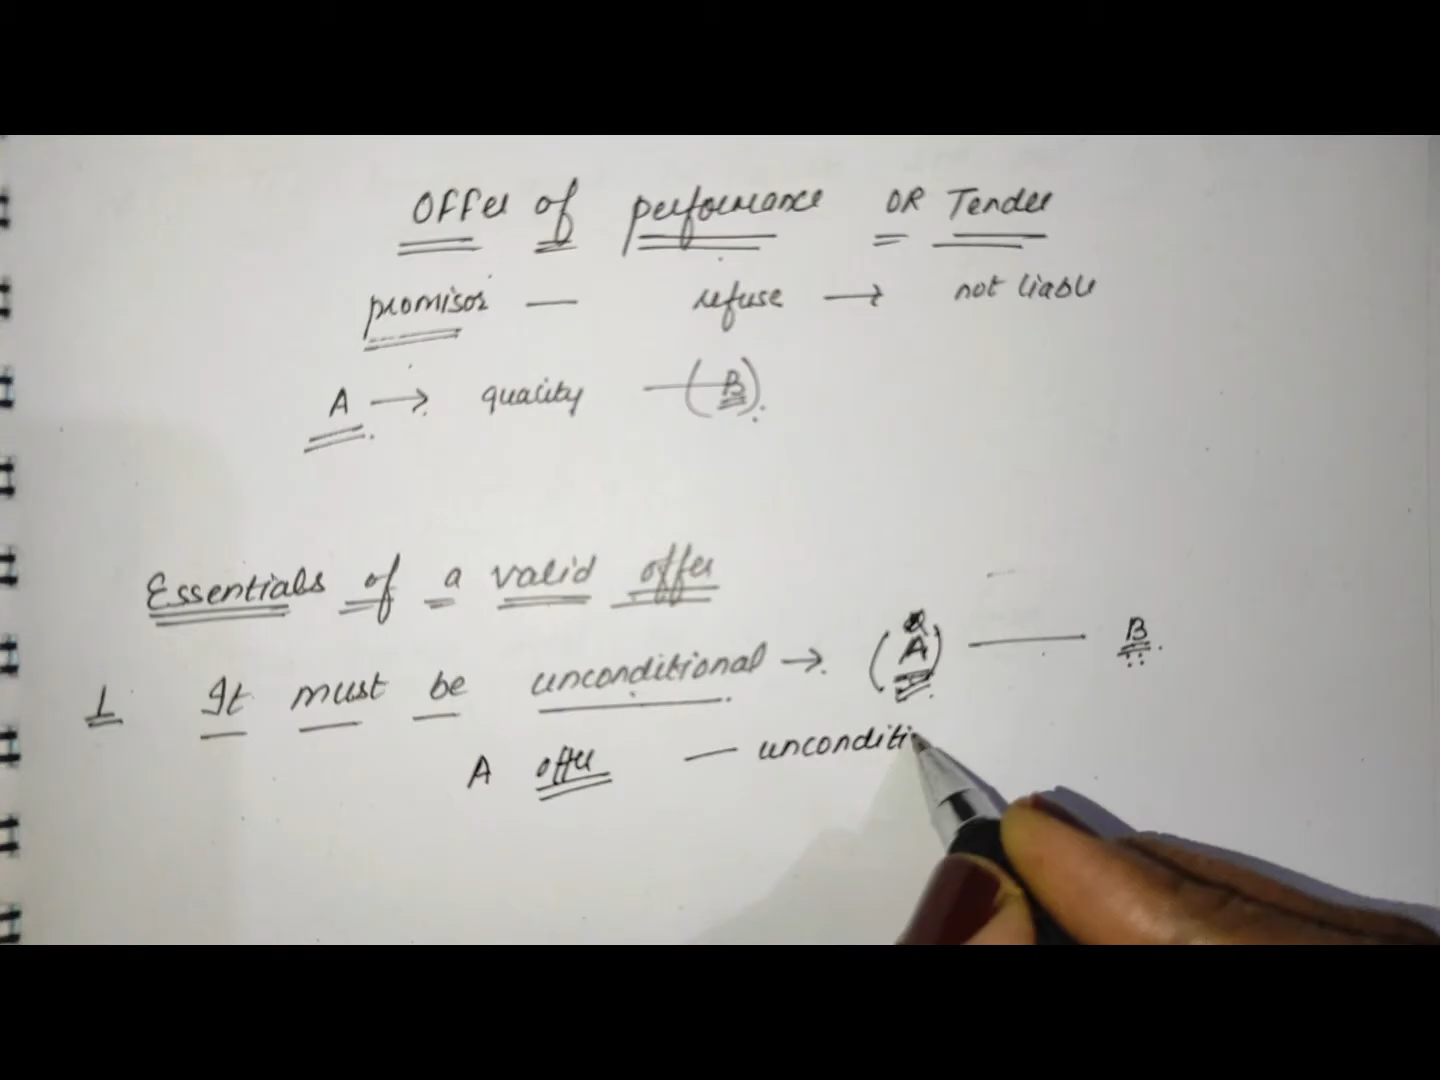 Offer of performance OR Tender
promisor — refuse → not liable
A → quality — (B)
Essentials of a valid offer
1 It must be unconditional → (A) — B
A offer — unconditi